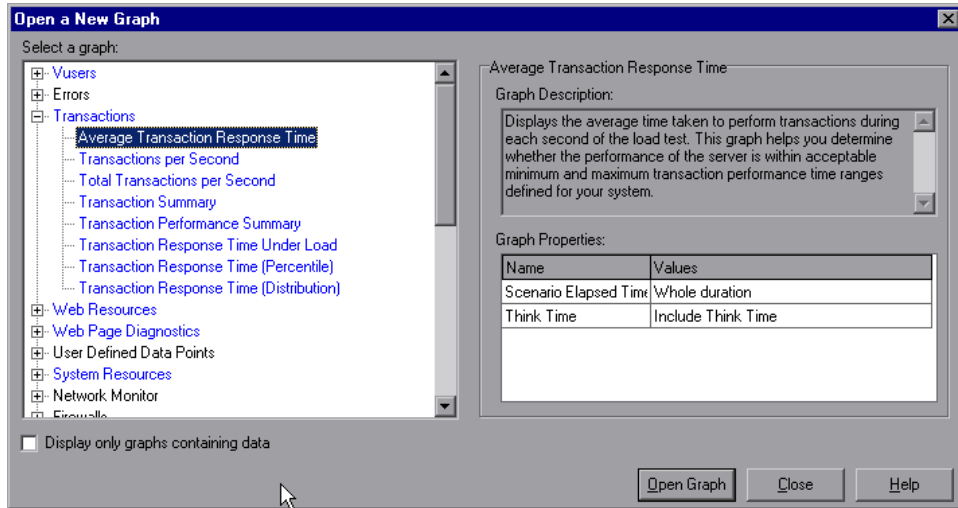 Open a New Graph
Select a graph:
Vusers
Errors
Transactions
Average Transaction Response Time
Transactions per Second
Total Transactions per Second
Transaction Summary
Transaction Performance Summary
Transaction Response Time Under Load
Transaction Response Time (Percentile)
Transaction Response Time (Distribution)
Web Resources
Web Page Diagnostics
User Defined Data Points
System Resources
Network Monitor
Firewalls
Display only graphs containing data
Average Transaction Response Time
Graph Description:
Displays the average time taken to perform transactions during
each second of the load test. This graph helps you determine
whether the performance of the server is within acceptable
minimum and maximum transaction performance time ranges
defined for your system.
Graph Properties:
Name Values
Scenario Elapsed Time Whole duration
Think Time Include Think Time
Open Graph Close Help